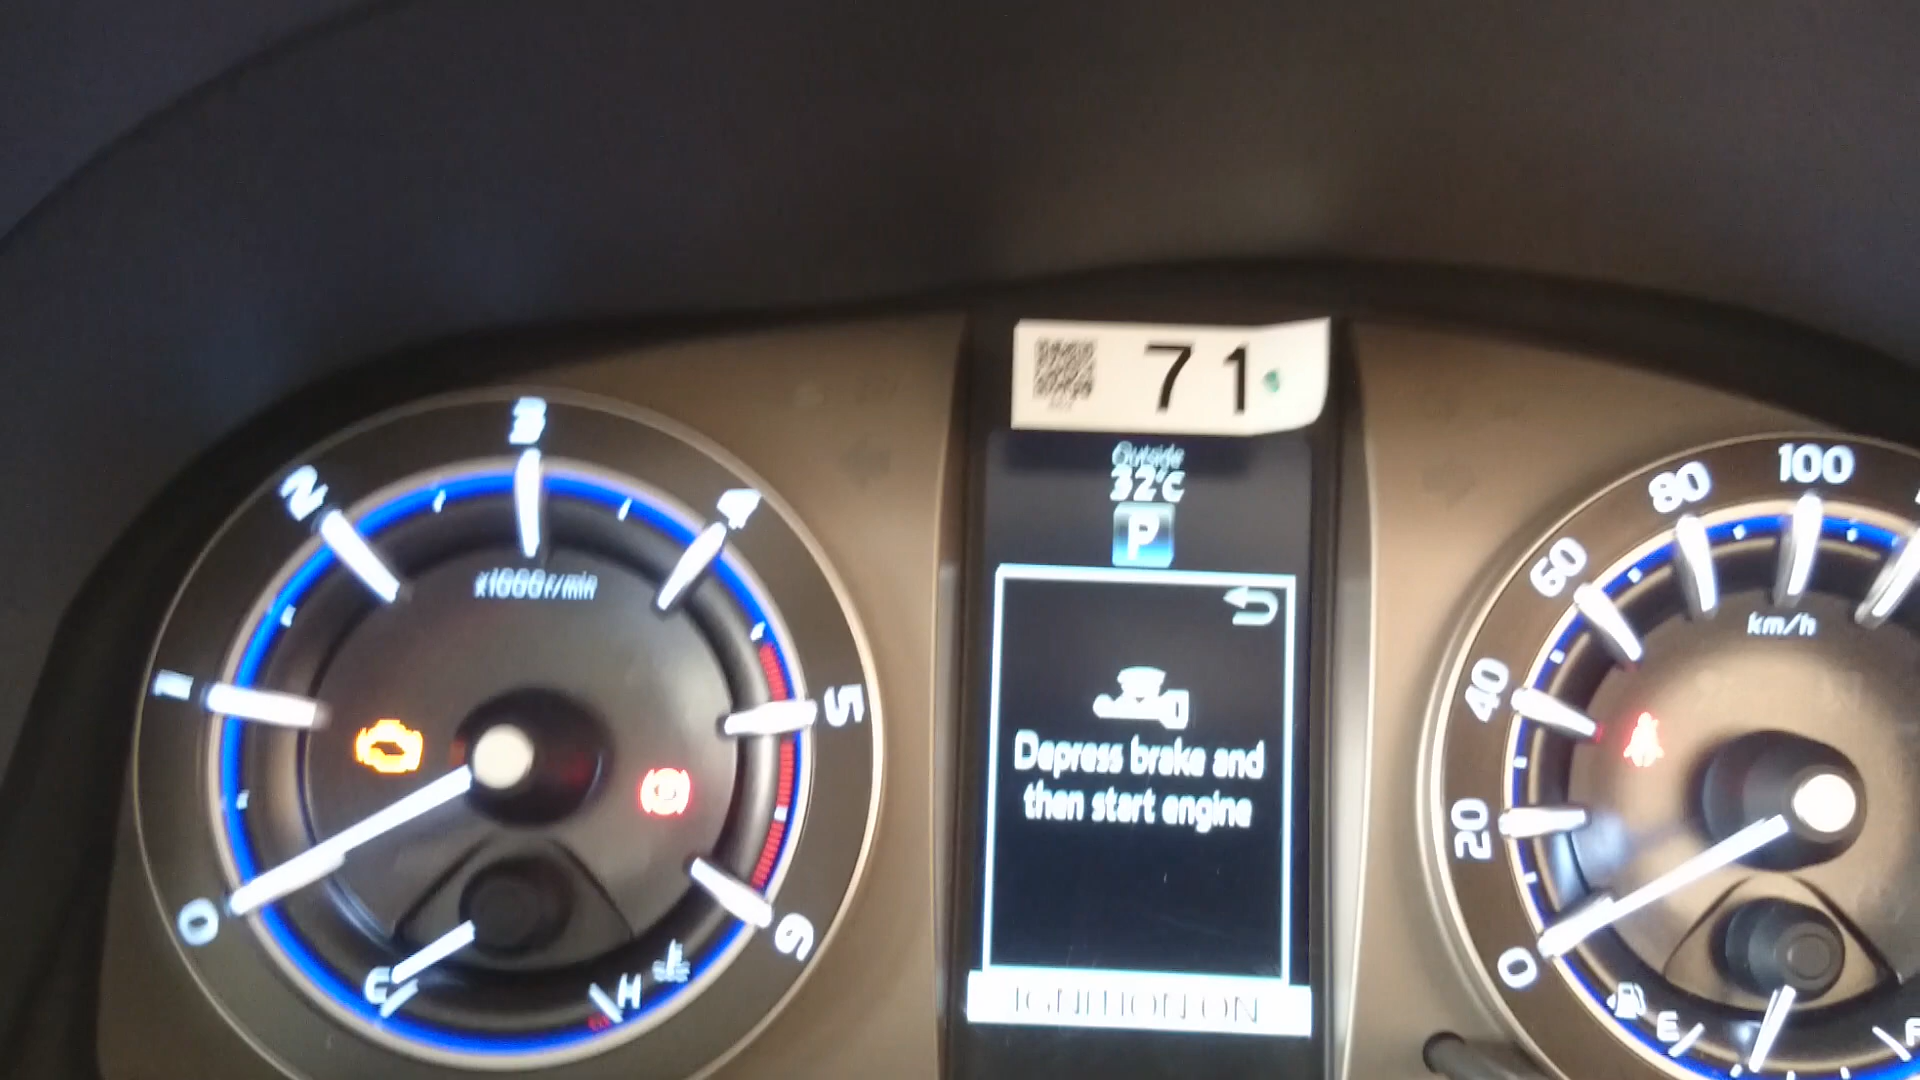 71
Outside
32°C
P
Depress brake and
then start engine
IGNITION ON
0
1
2
3
4
5
6
x1000r/min
C
H
0
20
40
60
80
100
km/h
E
F